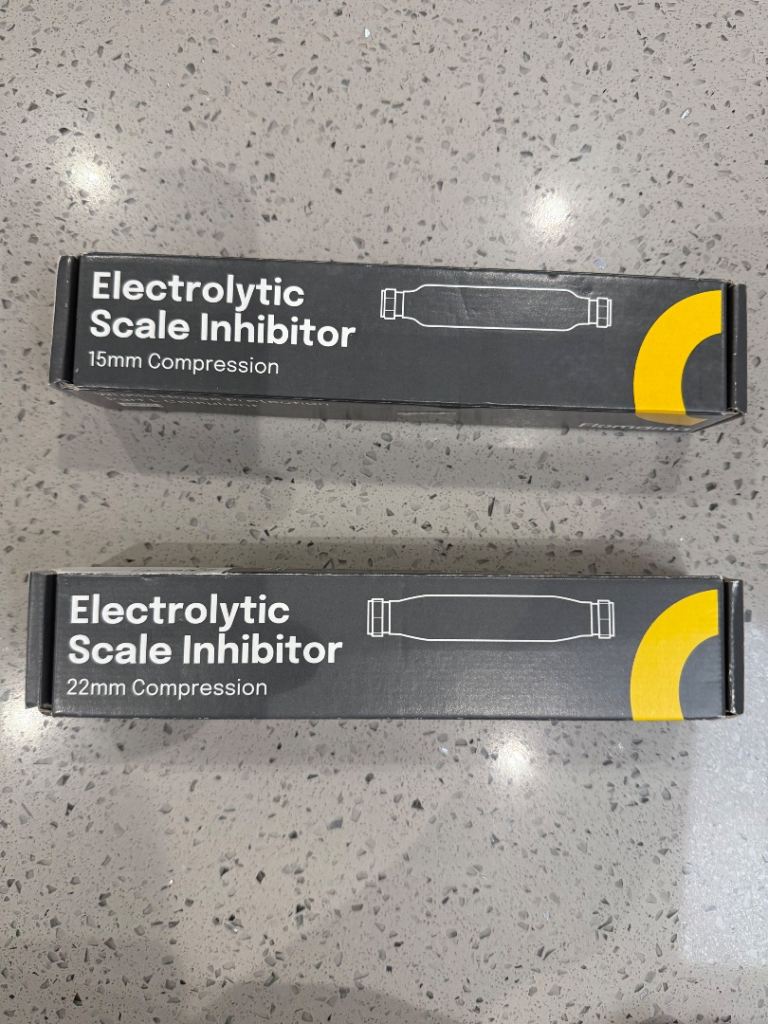 Electrolytic
Scale Inhibitor
15mm Compression
Electrolytic
Scale Inhibitor
22mm Compression